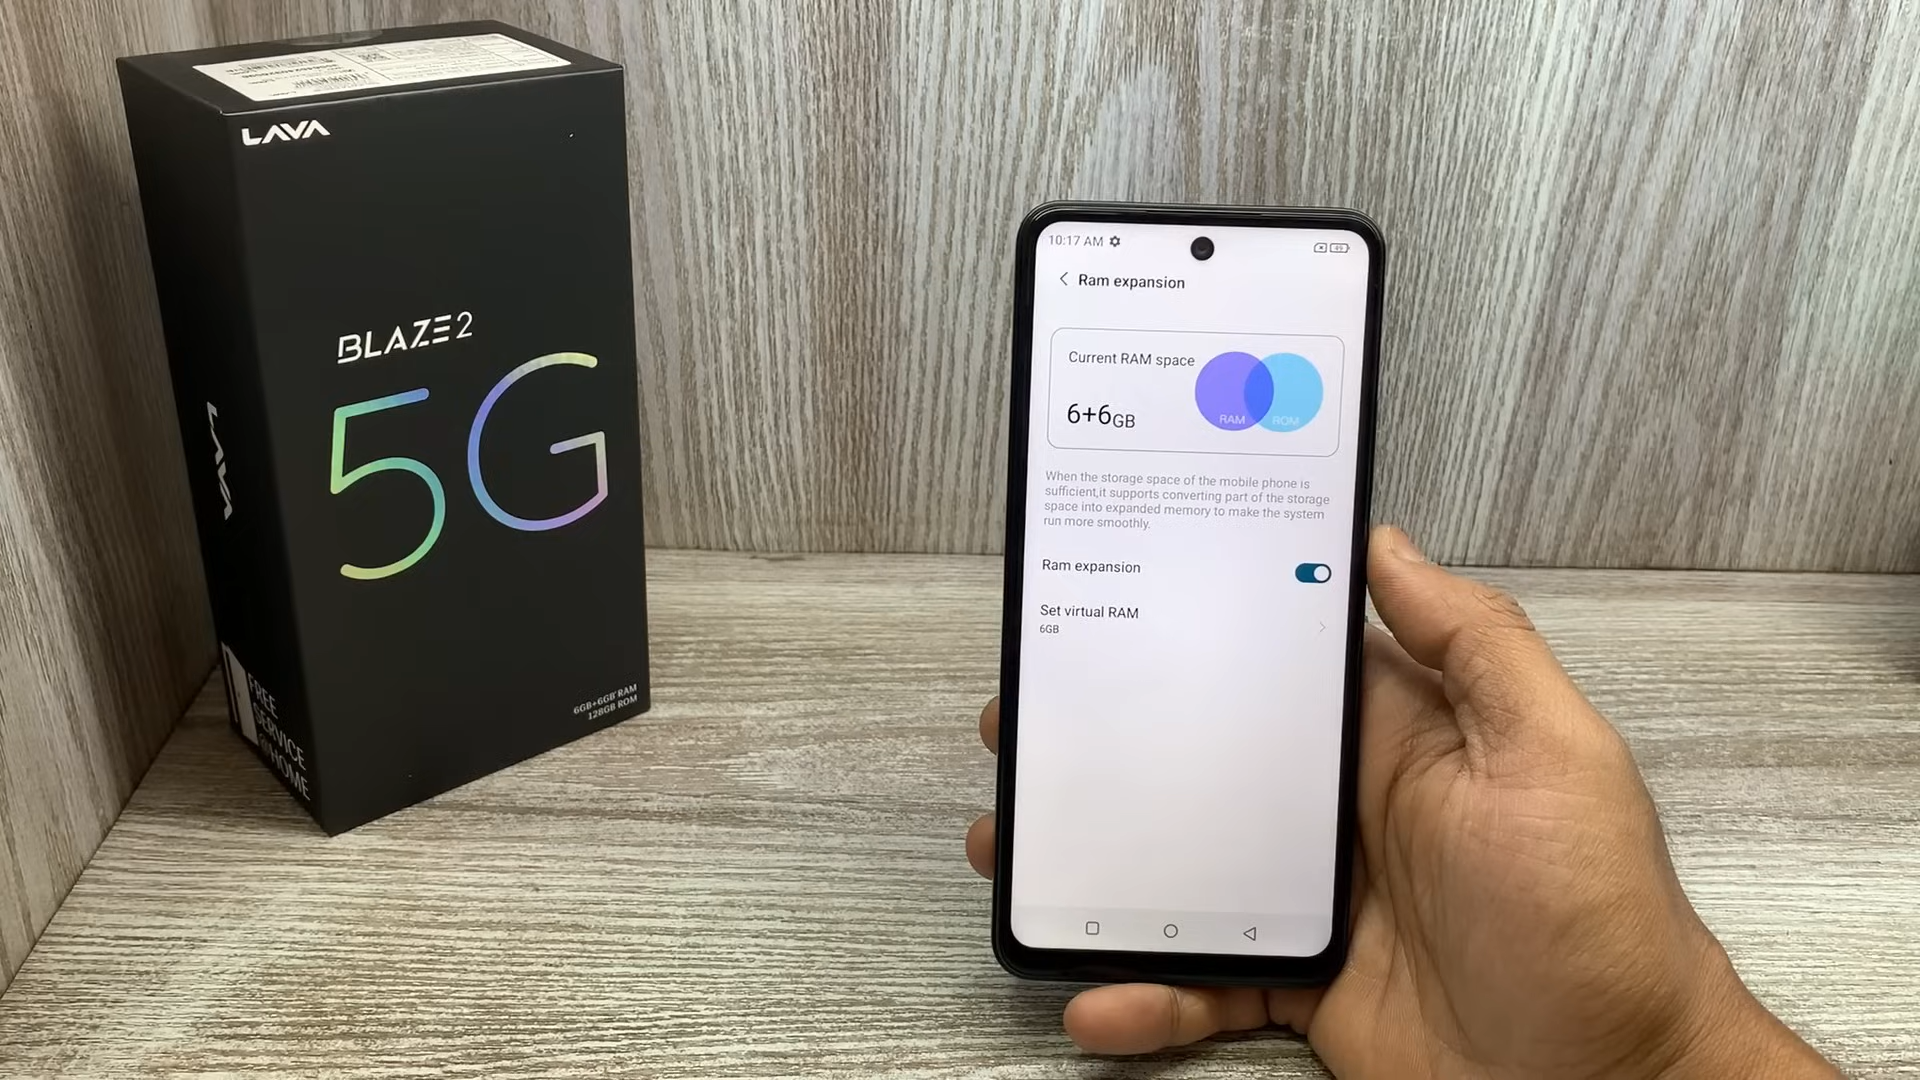 LAVA
BLAZE 2
5G
LAVA
FREE
SERVICE
@HOME
6GB+6GB* RAM
128GB ROM
10:17 AM
49
Ram expansion
Current RAM space
6+6GB
RAM
ROM
When the storage space of the mobile phone is
sufficient,it supports converting part of the storage
space into expanded memory to make the system
run more smoothly.
Ram expansion
Set virtual RAM
6GB